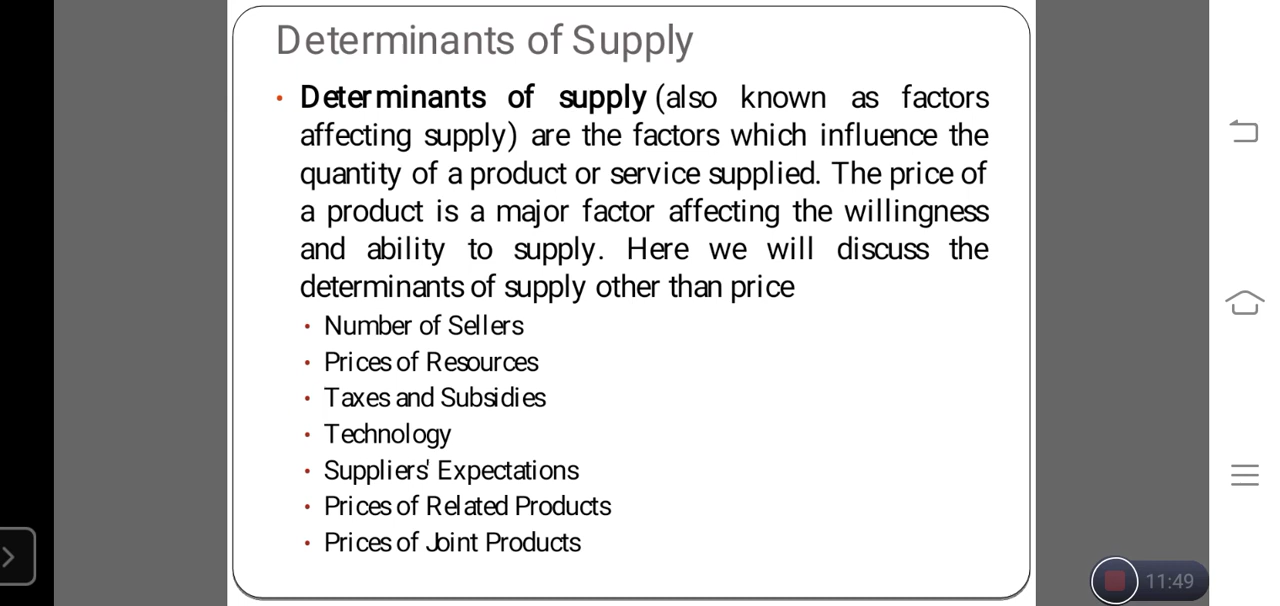 Determinants of Supply
• Determinants of supply (also known as factors
affecting supply) are the factors which influence the
quantity of a product or service supplied. The price of
a product is a major factor affecting the willingness
and ability to supply. Here we will discuss the
determinants of supply other than price
• Number of Sellers
• Prices of Resources
• Taxes and Subsidies
• Technology
• Suppliers' Expectations
• Prices of Related Products
• Prices of Joint Products
11:49